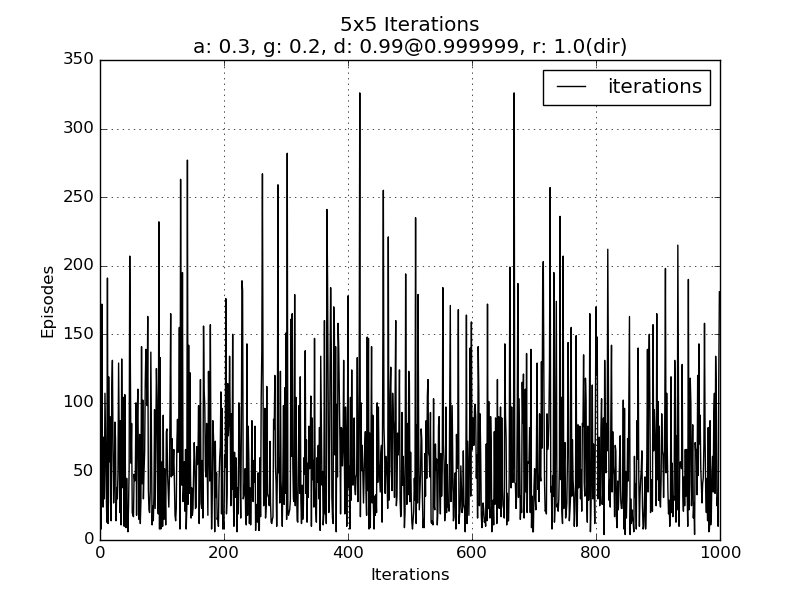 5x5 Iterations
a: 0.3, g: 0.2, d: 0.99@0.999999, r: 1.0(dir)
iterations
350
300
250
200
150
100
50
0
Episodes
0 200 400 600 800 1000
Iterations